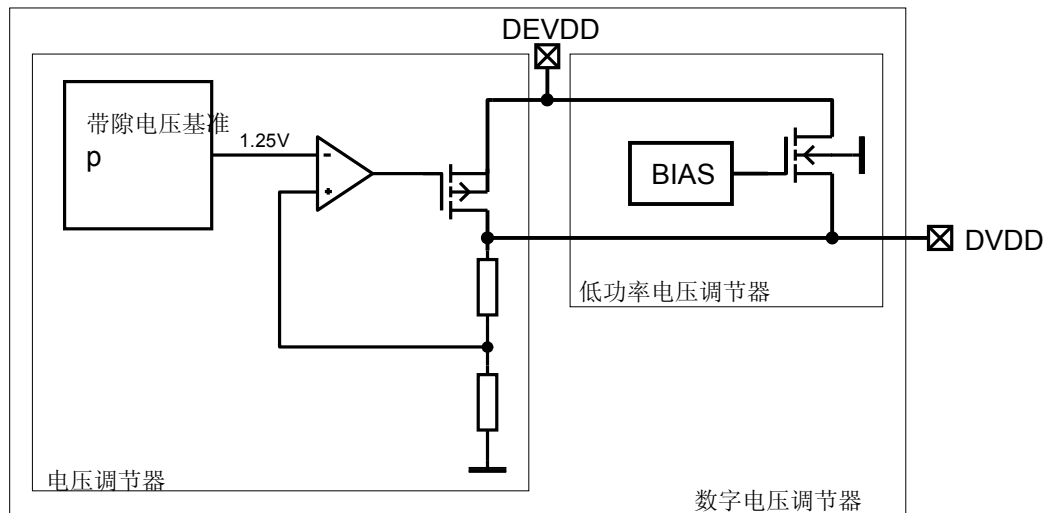 DEVDD
带隙电压基准
p
1.25V
-
+
BIAS
DVDD
低功率电压调节器
电压调节器
数字电压调节器